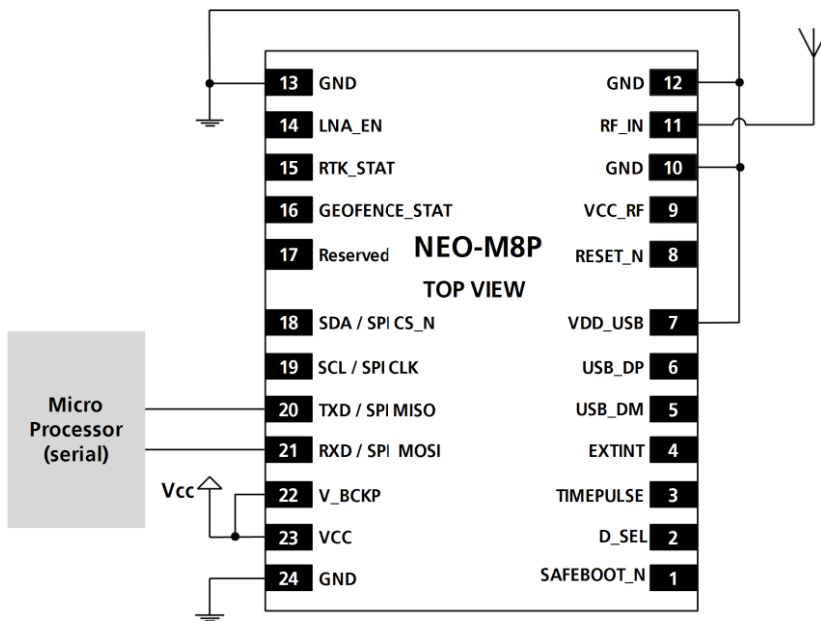 13 GND
GND 12
14 LNA_EN
RF_IN 11
15 RTK_STAT
GND 10
16 GEOFENCE_STAT
VCC_RF 9
17 Reserved
NEO-M8P
RESET_N 8
TOP VIEW
18 SDA / SPI CS_N
VDD_USB 7
19 SCL / SPI CLK
USB_DP 6
Micro
Processor
(serial)
20 TXD / SPI MISO
USB_DM 5
21 RXD / SPI MOSI
EXTINT 4
Vcc
22 V_BCKP
TIMEPULSE 3
23 VCC
D_SEL 2
24 GND
SAFEBOOT_N 1